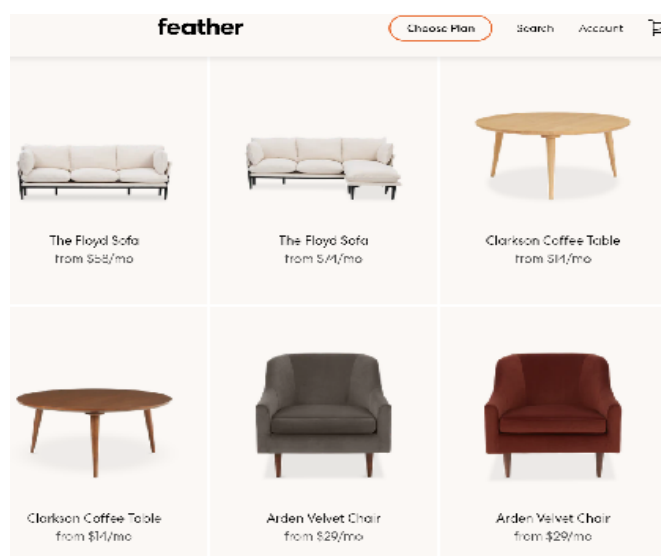 feather
Choose Plan Search Account
The Floyd Sofa
from $58/mo
The Floyd Sofa
from $74/mo
Clarkson Coffee Table
from $14/mo
Clarkson Coffee Table
from $14/mo
Arden Velvet Chair
from $29/mo
Arden Velvet Chair
from $29/mo